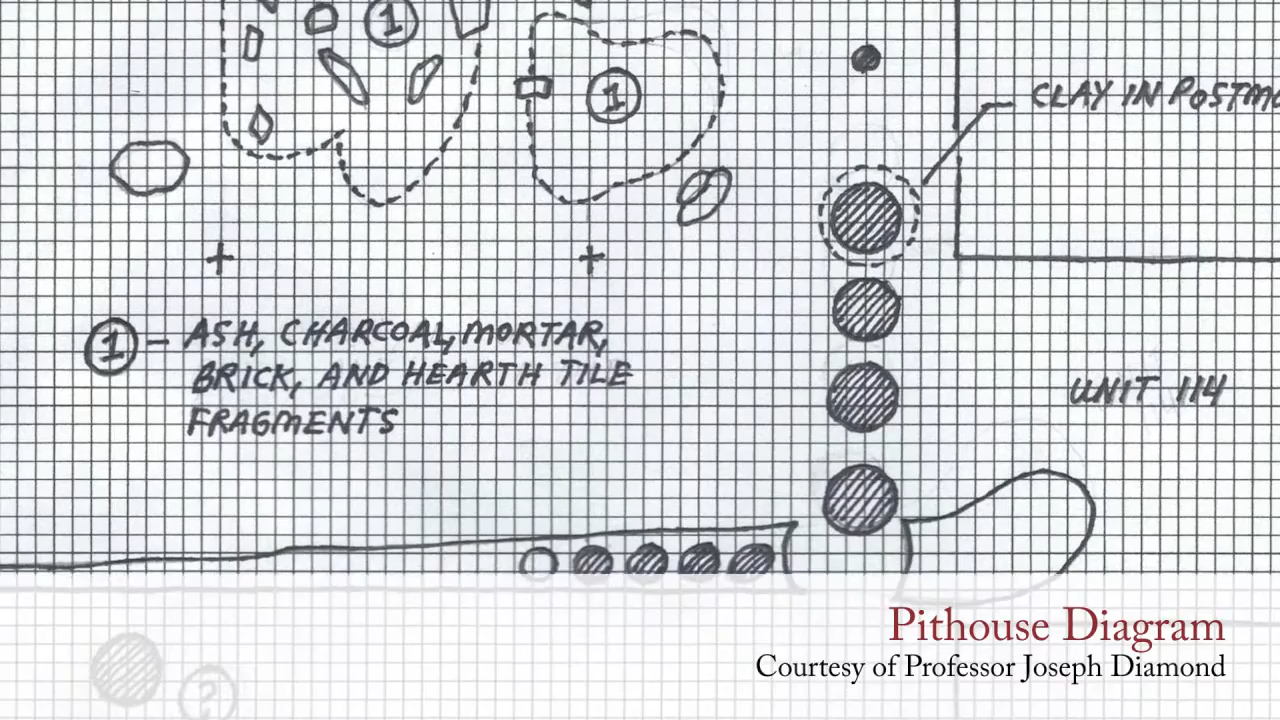 1
1
CLAY IN POSTMO
1 - ASH, CHARCOAL, MORTAR,
BRICK, AND HEARTH TILE
FRAGMENTS
UNIT 114
?
Pithouse Diagram
Courtesy of Professor Joseph Diamond